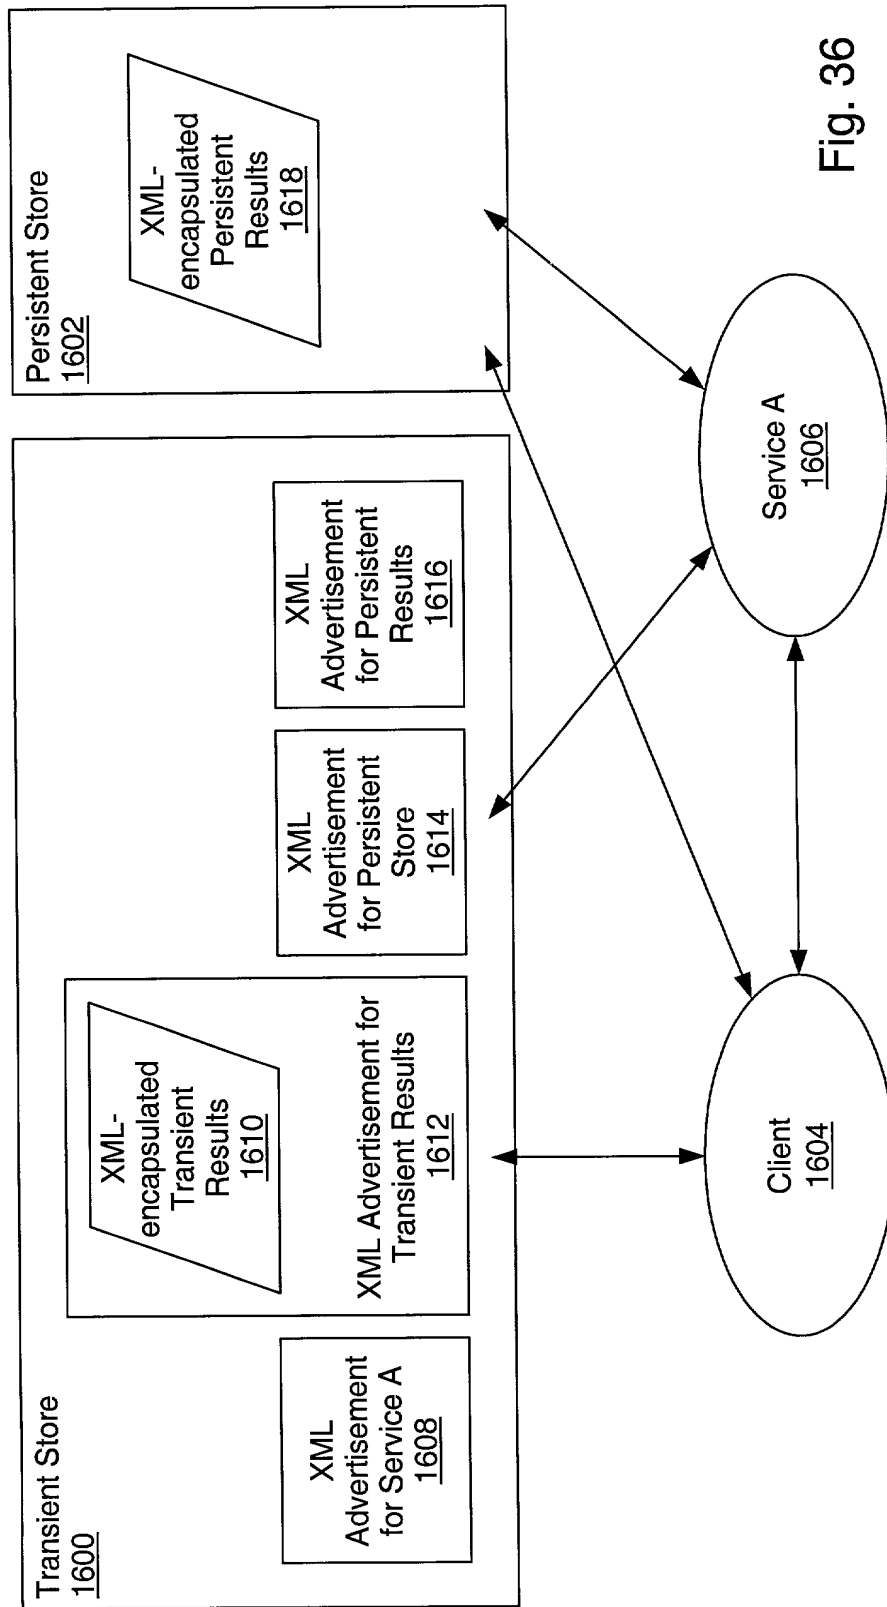 Transient Store
1600
XML
Advertisement
for Service A
1608
XML-
encapsulated
Transient
Results
1610
XML Advertisement for
Transient Results
1612
XML
Advertisement
for Persistent
Store
1614
XML
Advertisement
for Persistent
Results
1616
Persistent Store
1602
XML-
encapsulated
Persistent
Results
1618
Client
1604
Service A
1606
Fig. 36